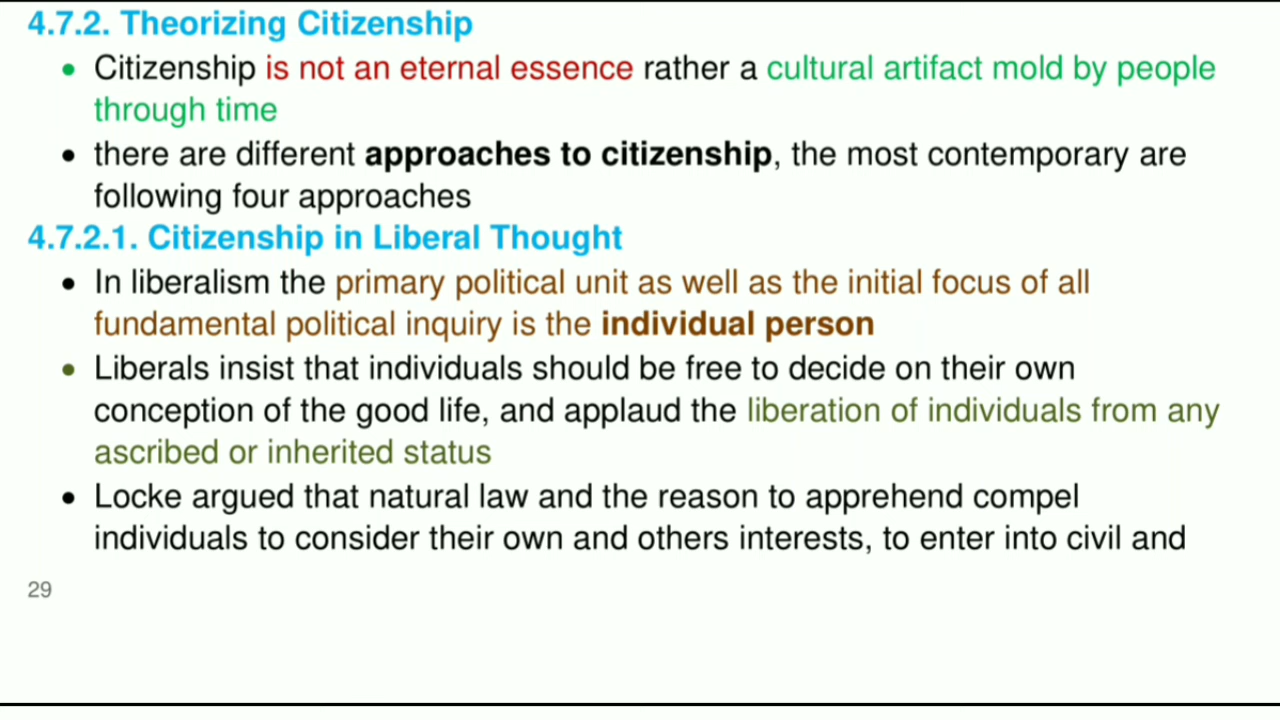 4.7.2. Theorizing Citizenship
• Citizenship is not an eternal essence rather a cultural artifact mold by people
through time
• there are different approaches to citizenship, the most contemporary are
following four approaches
4.7.2.1. Citizenship in Liberal Thought
• In liberalism the primary political unit as well as the initial focus of all
fundamental political inquiry is the individual person
• Liberals insist that individuals should be free to decide on their own
conception of the good life, and applaud the liberation of individuals from any
ascribed or inherited status
• Locke argued that natural law and the reason to apprehend compel
individuals to consider their own and others interests, to enter into civil and
29